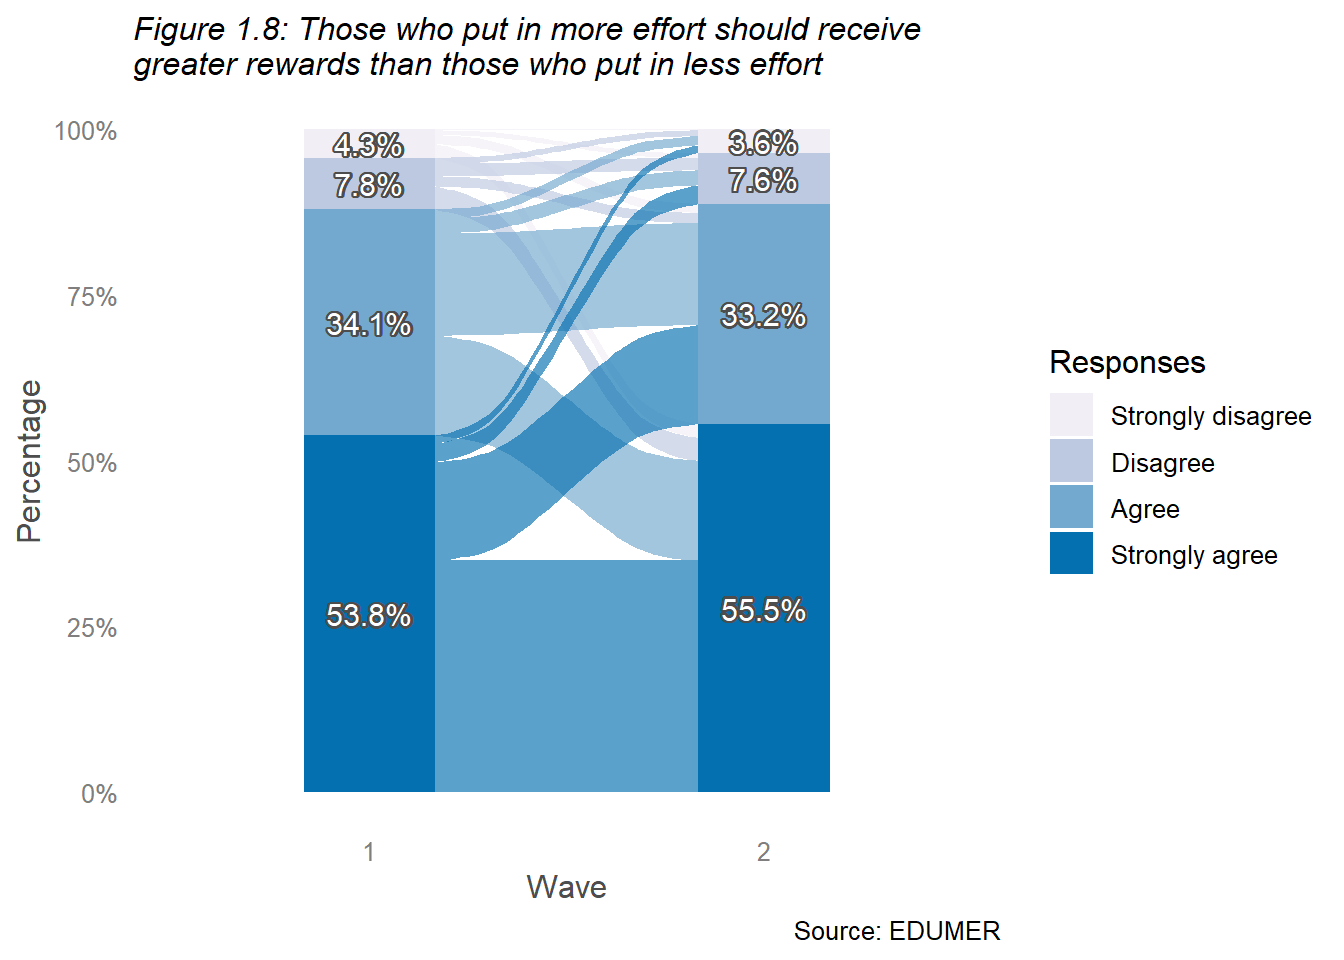 Figure 1.8: Those who put in more effort should receive
greater rewards than those who put in less effort
100%
75%
50%
25%
0%
Percentage
4.3%
7.8%
34.1%
53.8%
3.6%
7.6%
33.2%
55.5%
1
2
Wave
Responses
Strongly disagree
Disagree
Agree
Strongly agree
Source: EDUMER